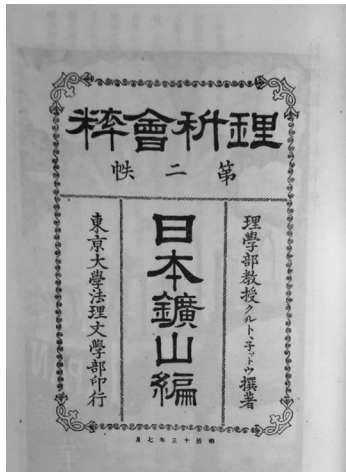 理科會粹
第二帙
理學部教授クルト、子ットウ撰著
日本鑛山編
東京大學法理文學部印行
明治十三年七月